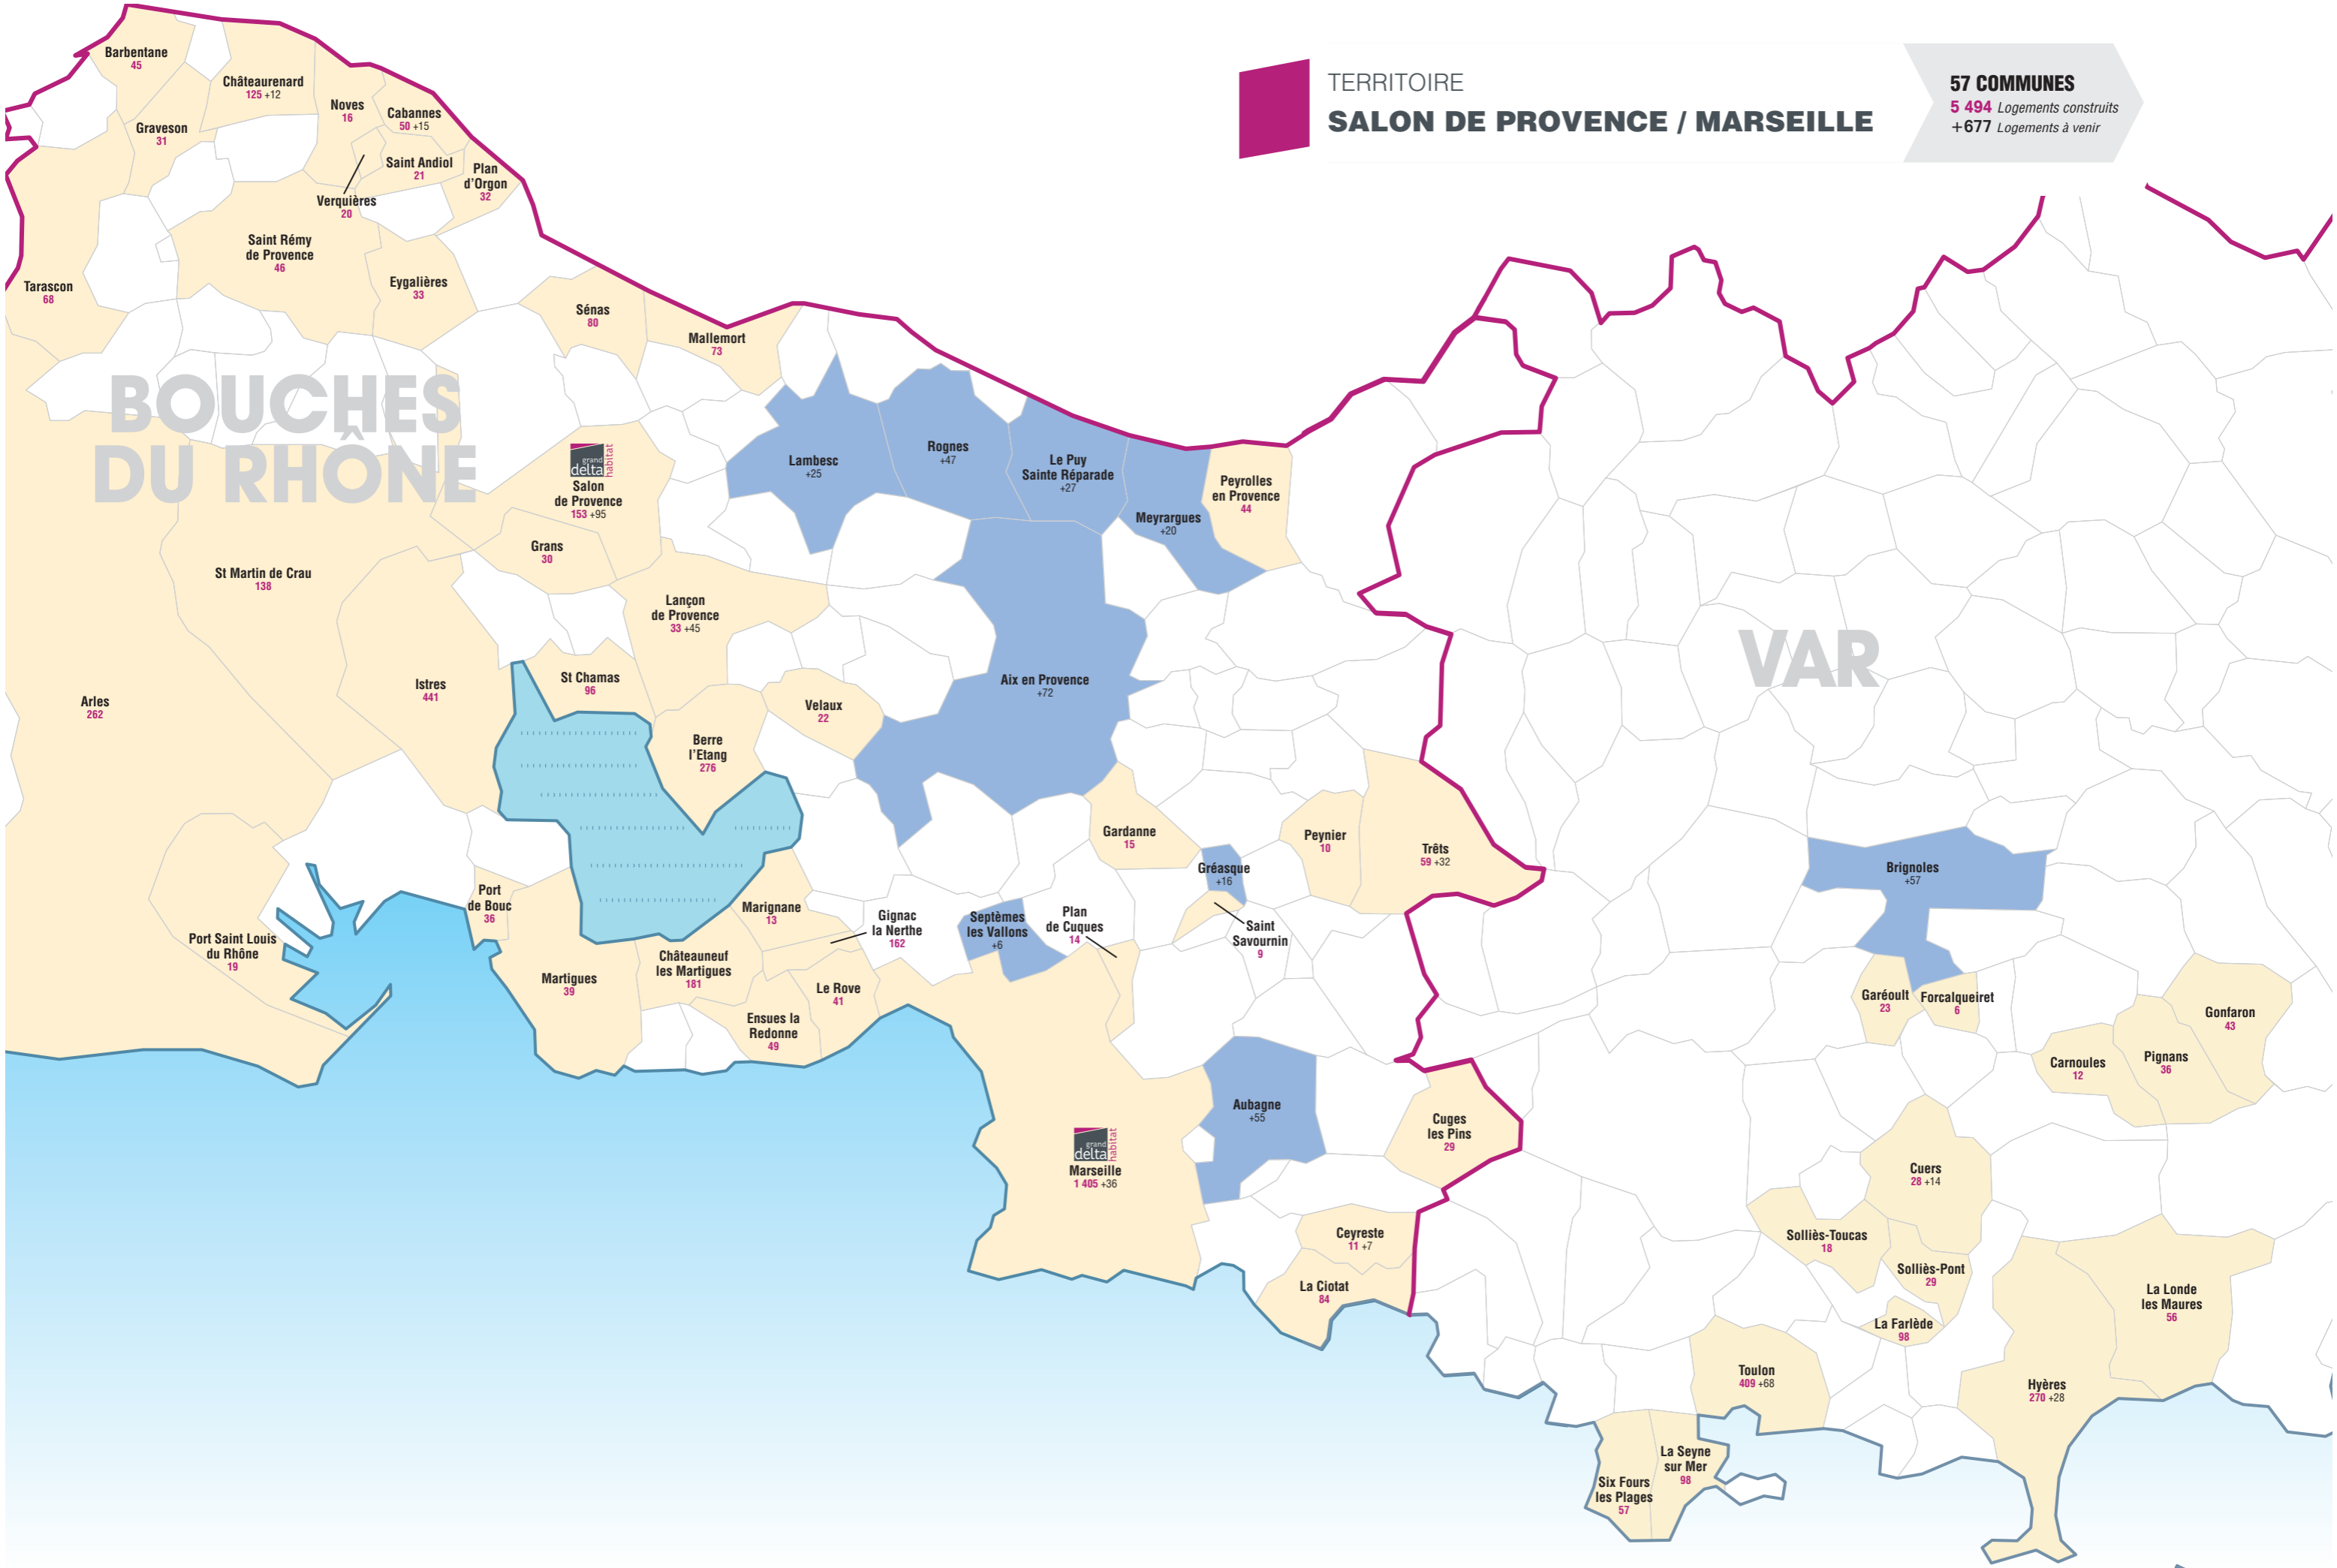 TERRITOIRE
SALON DE PROVENCE / MARSEILLE
57 COMMUNES
5 494 Logements construits
+677 Logements à venir
BOUCHES
DU RHÔNE
VAR
Barbentane
45
Châteaurenard
125 +12
Noves
16
Cabannes
50 +15
Graveson
31
Saint Andiol
21
Plan
d'Orgon
32
Verquières
20
Saint Rémy
de Provence
46
Eygalières
33
Tarascon
68
Sénas
80
Mallemort
73
grand
delta
habitat
Salon
de Provence
153 +95
Lambesc
+25
Rognes
+47
Le Puy
Sainte Réparade
+27
Meyrargues
+20
Peyrolles
en Provence
44
Grans
30
St Martin de Crau
138
Lançon
de Provence
33 +45
Istres
441
St Chamas
96
Arles
262
Velaux
22
Aix en Provence
+72
Berre
l'Etang
276
Gardanne
15
Peynier
10
Trêts
59 +32
Gréasque
+16
Saint
Savournin
9
Port
de Bouc
36
Marignane
13
Gignac
la Nerthe
162
Septèmes
les Vallons
+6
Plan
de Cuques
14
Port Saint Louis
du Rhône
19
Martigues
39
Châteauneuf
les Martigues
181
Le Rove
41
Ensues la
Redonne
49
grand
delta
habitat
Marseille
1 405 +36
Aubagne
+55
Cuges
les Pins
29
Ceyreste
11 +7
La Ciotat
84
Brignoles
+57
Garéoult
23
Forcalqueiret
6
Gonfaron
43
Carnoules
12
Pignans
36
Cuers
28 +14
Solliès-Toucas
18
Solliès-Pont
29
La Farlède
98
La Londe
les Maures
56
Toulon
409 +68
Hyères
270 +28
La Seyne
sur Mer
98
Six Fours
les Plages
57